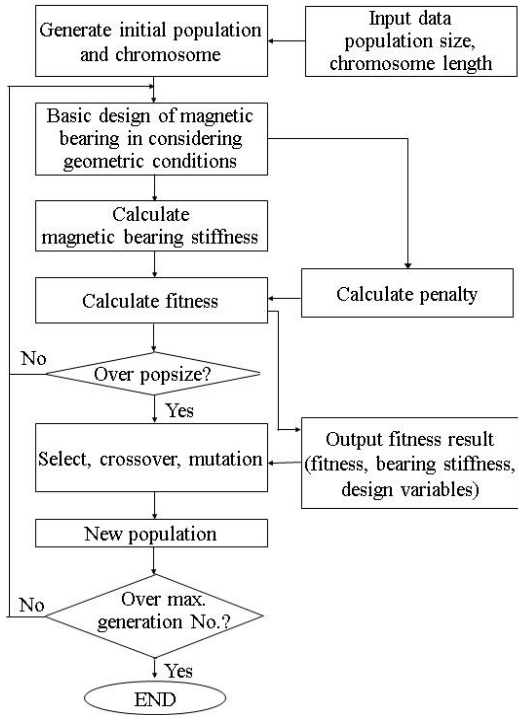 Generate initial population
and chromosome
Input data
population size,
chromosome length
Basic design of magnetic
bearing in considering
geometric conditions
Calculate
magnetic bearing stiffness
Calculate fitness
Calculate penalty
No
Over popsize?
Yes
Select, crossover, mutation
Output fitness result
(fitness, bearing stiffness,
design variables)
New population
No
Over max.
generation No.?
Yes
END